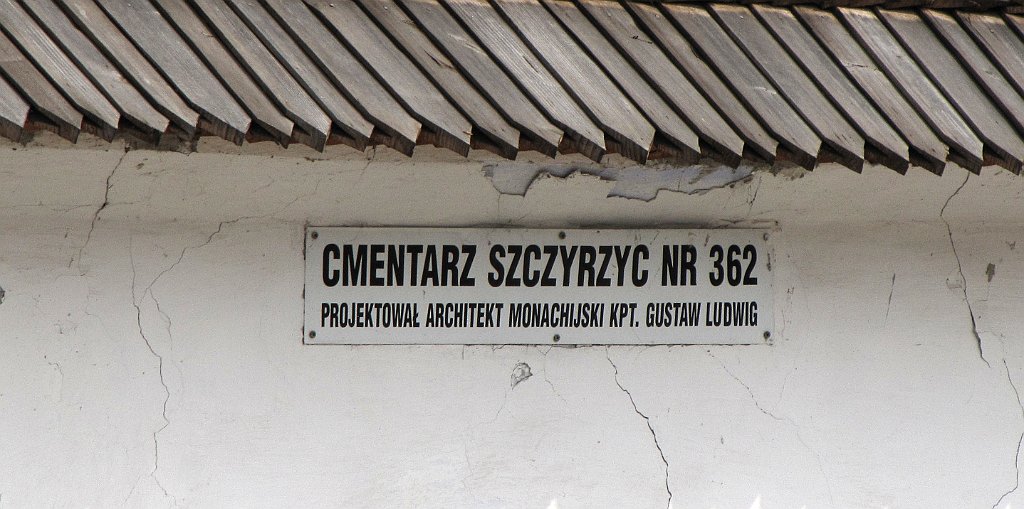 CMENTARZ SZCZYRZYC NR 362
PROJEKTOWAŁ ARCHITEKT MONACHIJSKI KPT. GUSTAW LUDWIG